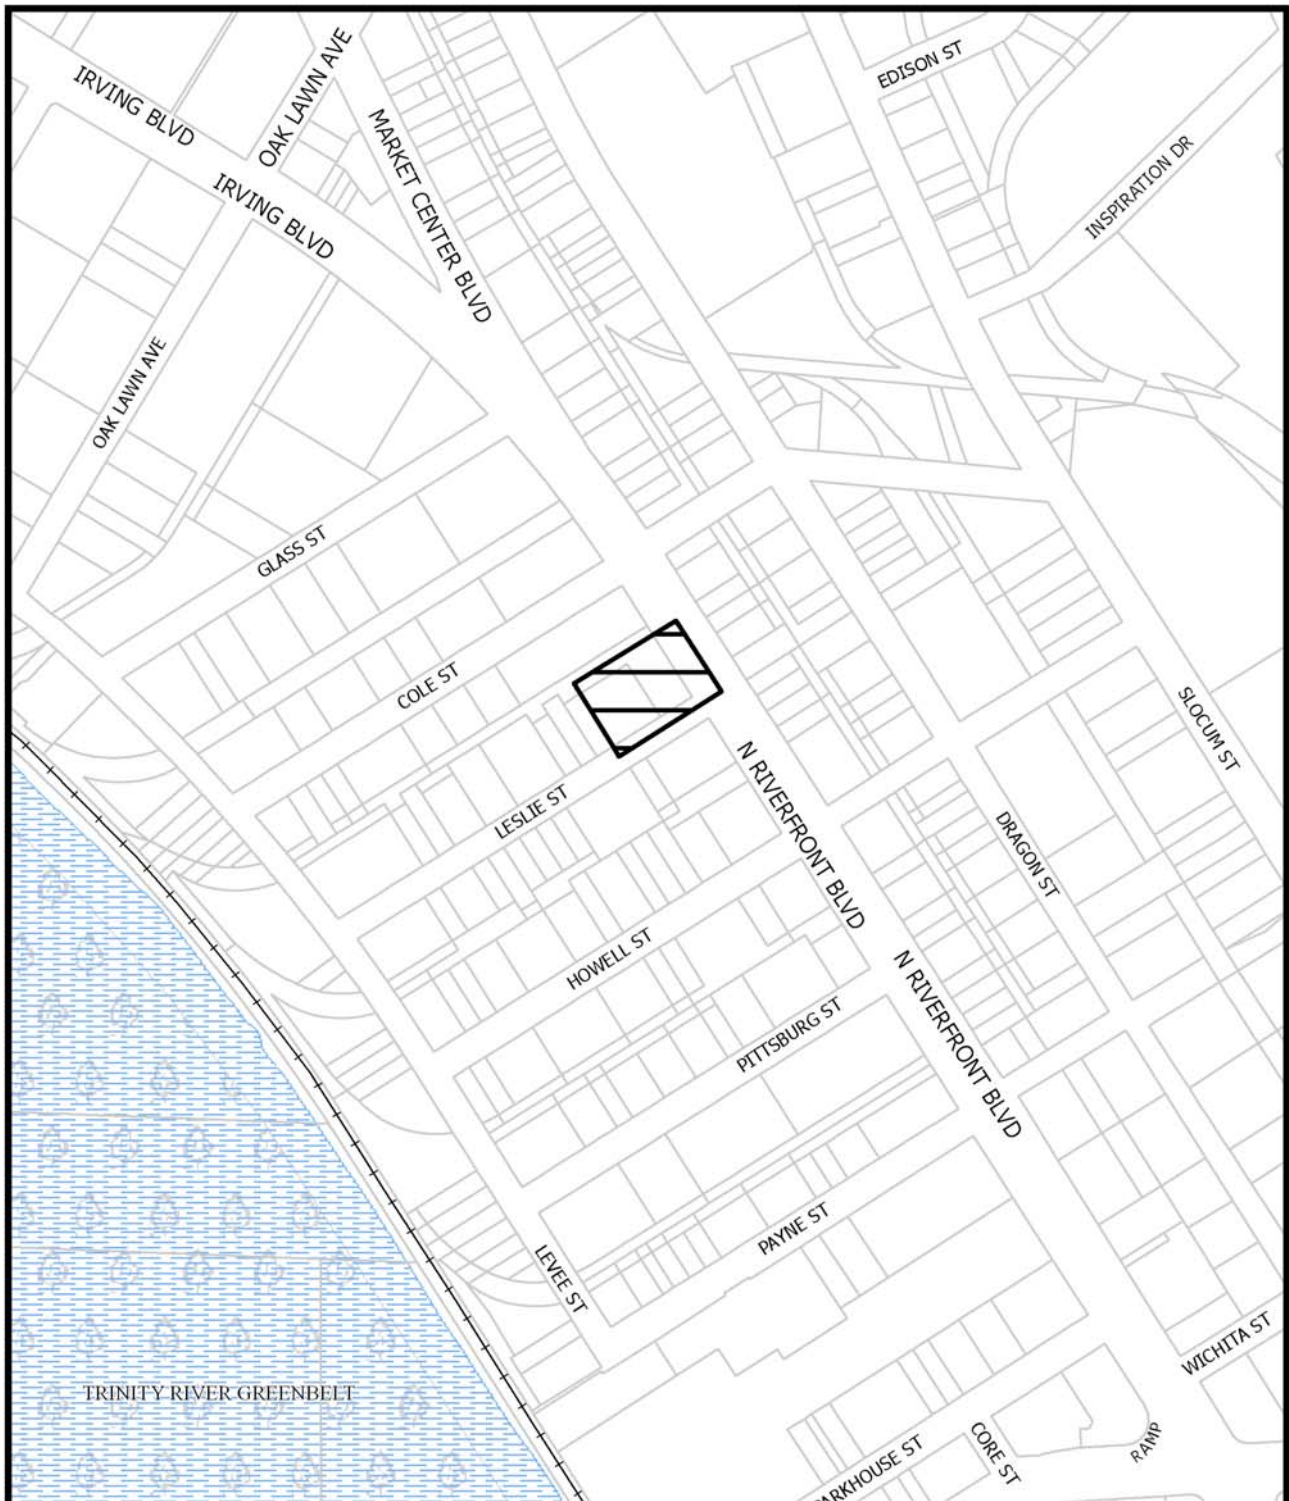 EDISON ST
IRVING BLVD
OAK LAWN AVE
MARKET CENTER BLVD
INSPIRATION DR
IRVING BLVD
OAK LAWN AVE
GLASS ST
COLE ST
SLOCUM ST
LESLIE ST
N RIVERFRONT BLVD
DRAGON ST
HOWELL ST
N RIVERFRONT BLVD
PITTSBURG ST
PAYNE ST
LEVEE ST
WICHITA ST
TRINITY RIVER GREENBELT
CORE ST
RAMP
ARKHOUSE ST